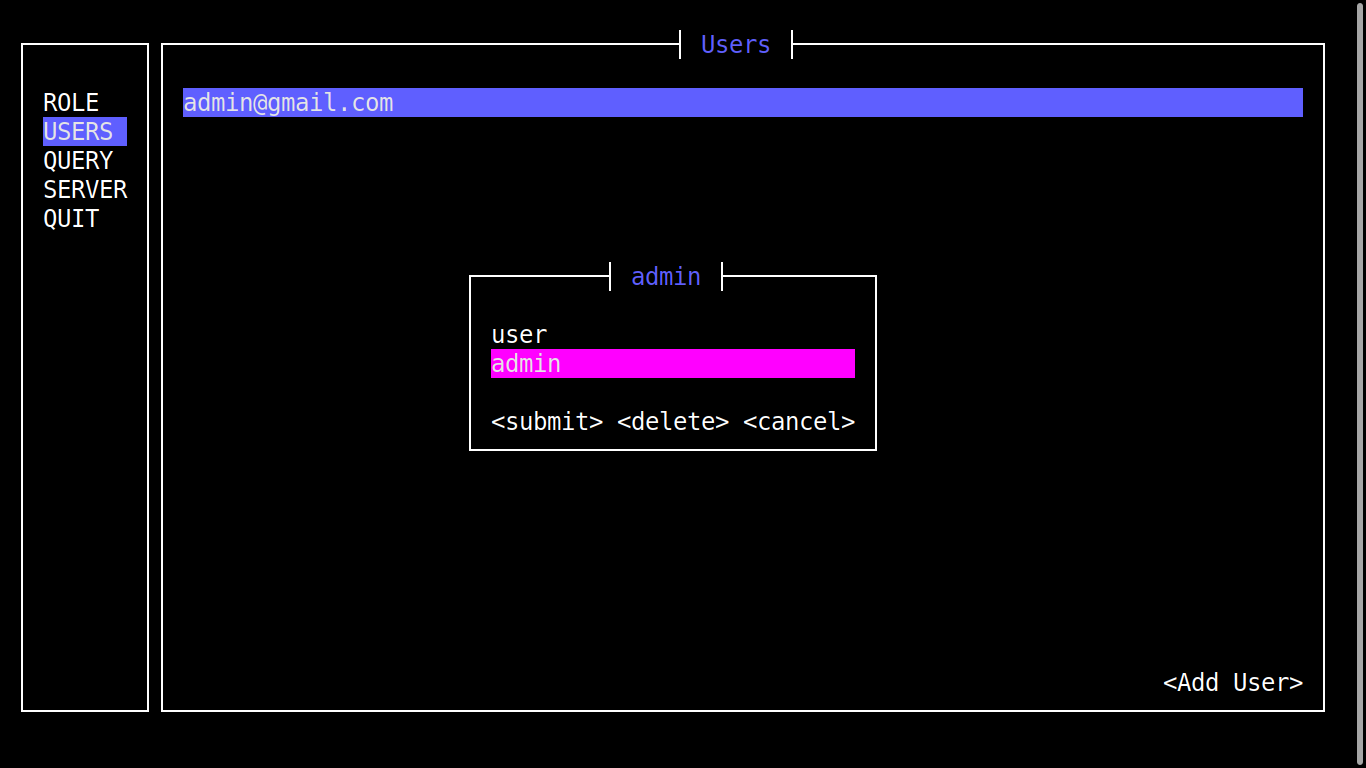 Users
ROLE
USERS
QUERY
SERVER
QUIT
admin@gmail.com
admin
user
admin
<submit> <delete> <cancel>
<Add User>